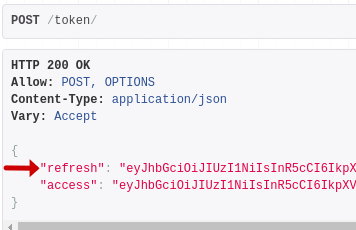 POST /token/
HTTP 200 OK
Allow: POST, OPTIONS
Content-Type: application/json
Vary: Accept
{
"refresh": "eyJhbGciOiJIUzI1NiIsInR5cCI6IkpX
"access": "eyJhbGciOiJIUzI1NiIsInR5cCI6IkpXV
}